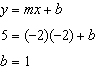 y = mx + b
5 = (−2)(−2) + b
b = 1